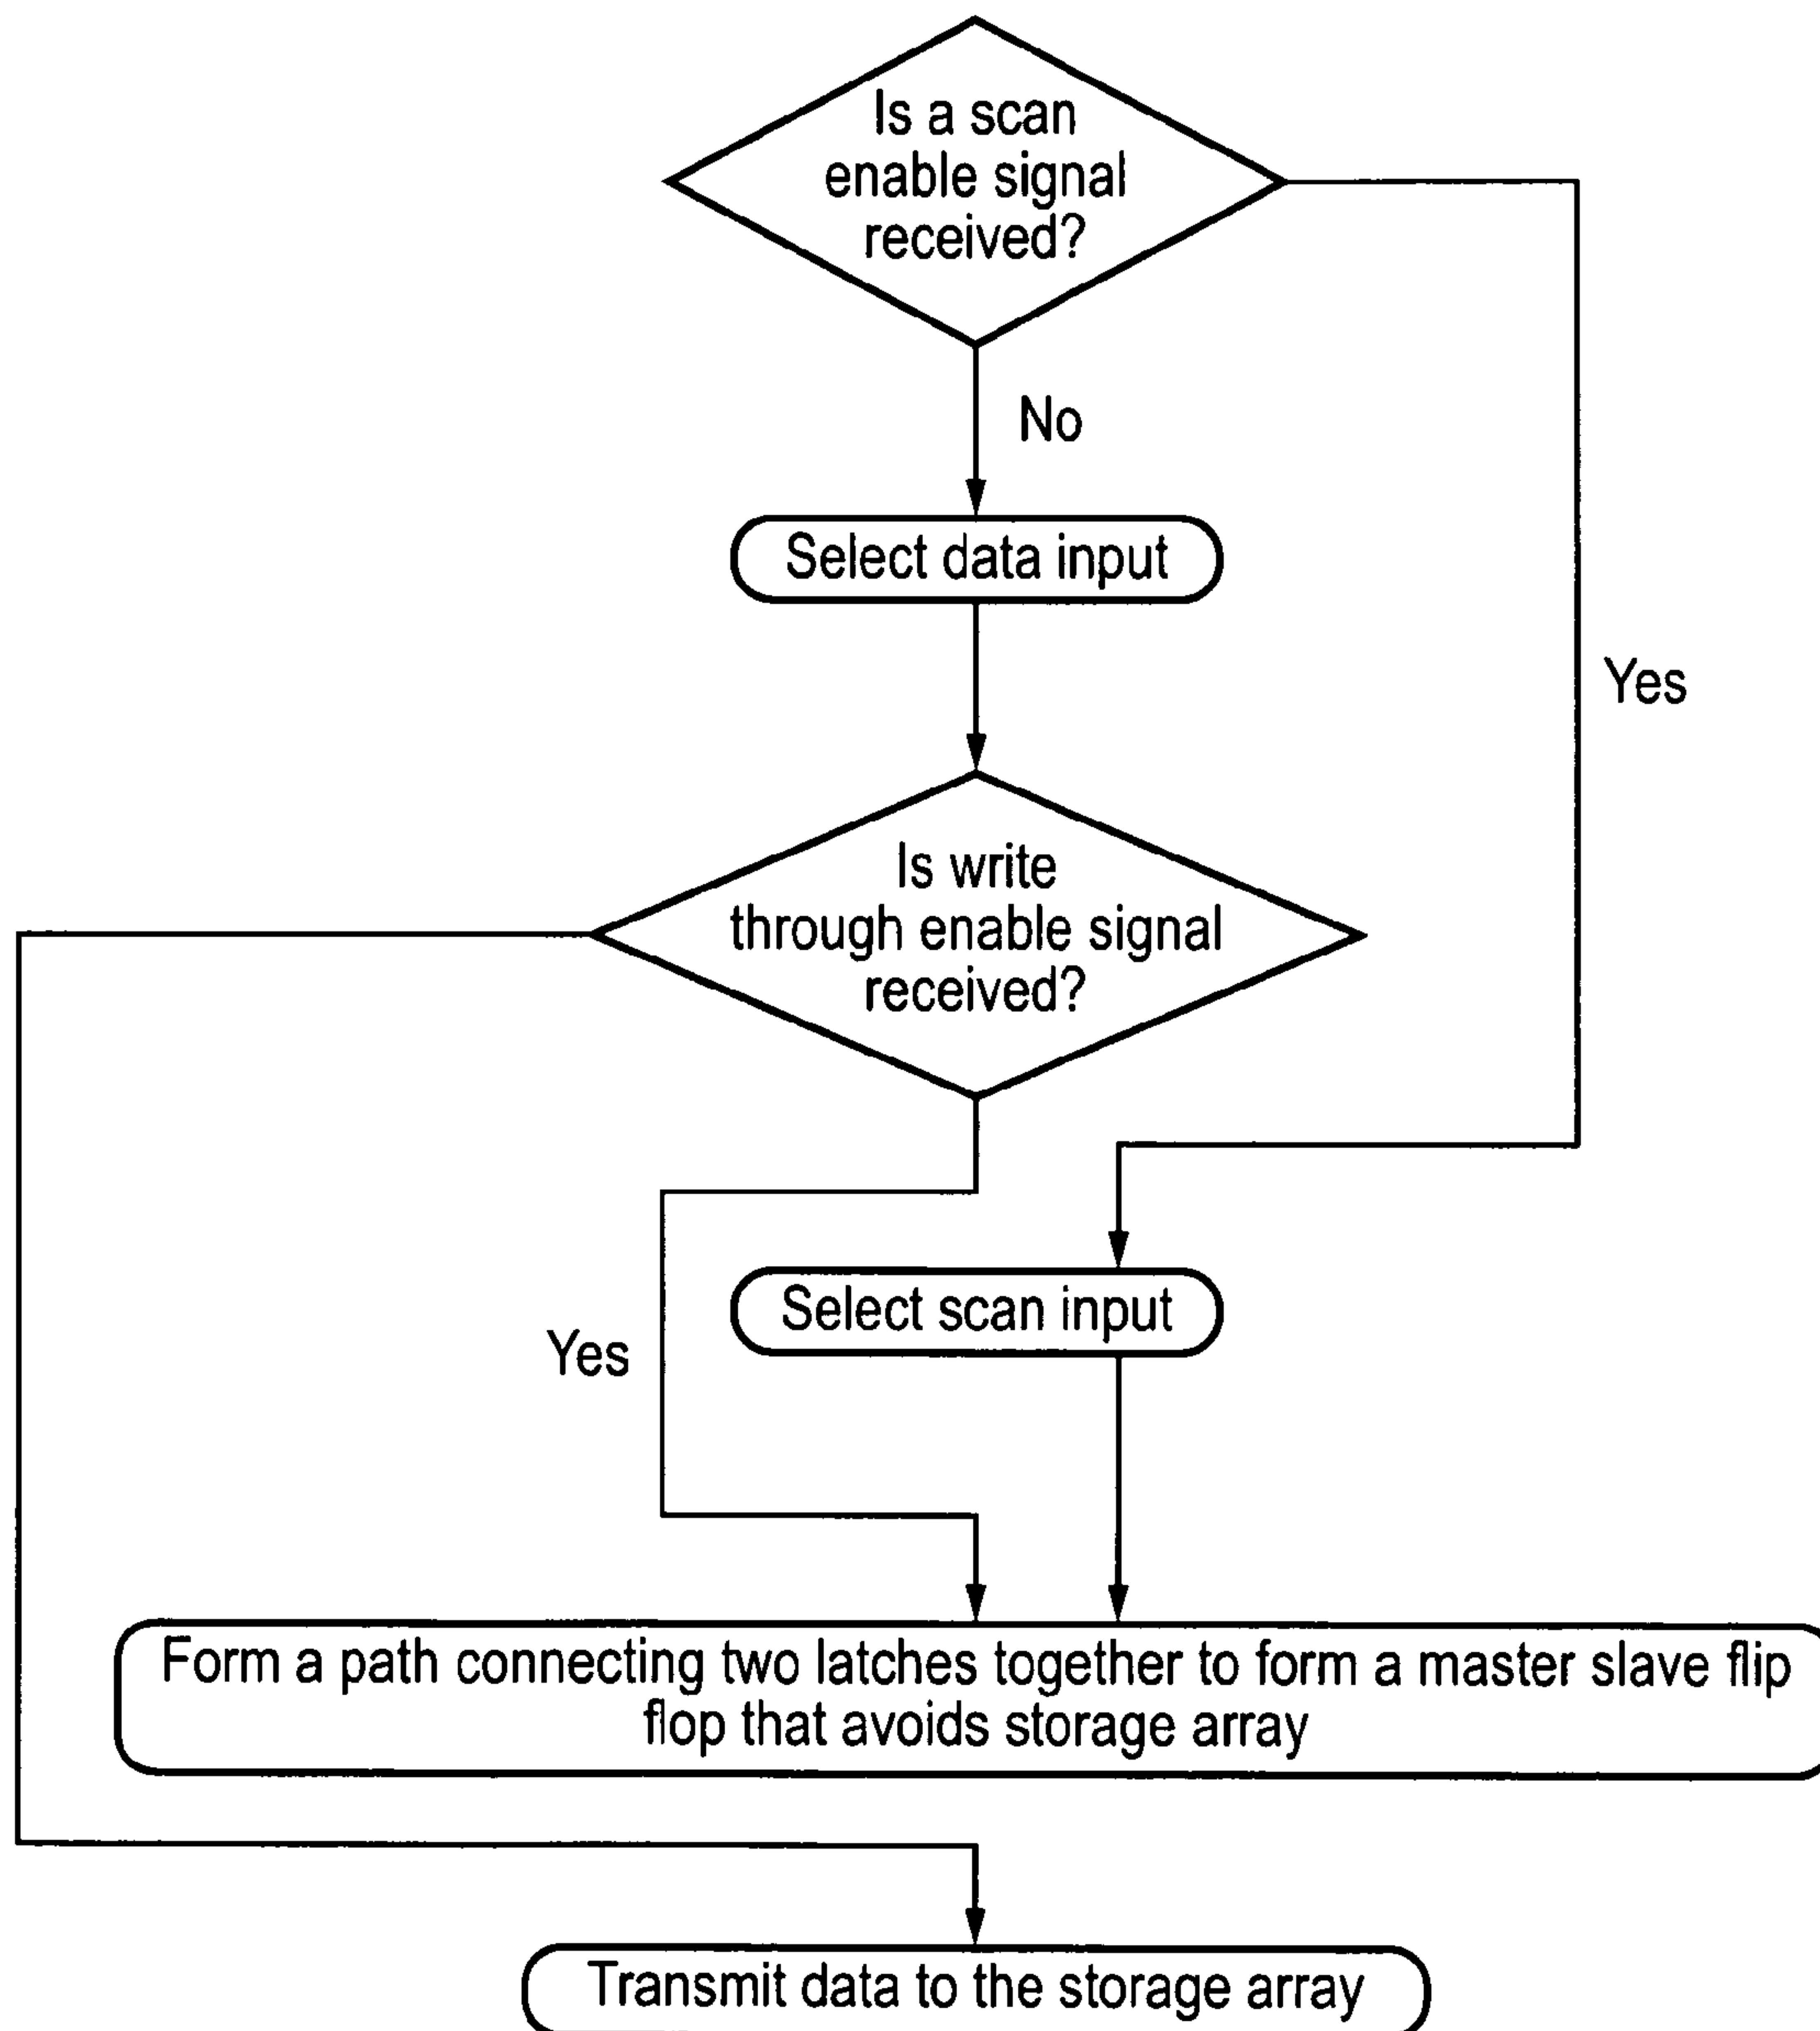 Is a scan
enable signal
received?
No
Select data input
Yes
Is write
through enable signal
received?
Select scan input
Yes
Form a path connecting two latches together to form a master slave flip
flop that avoids storage array
Transmit data to the storage array